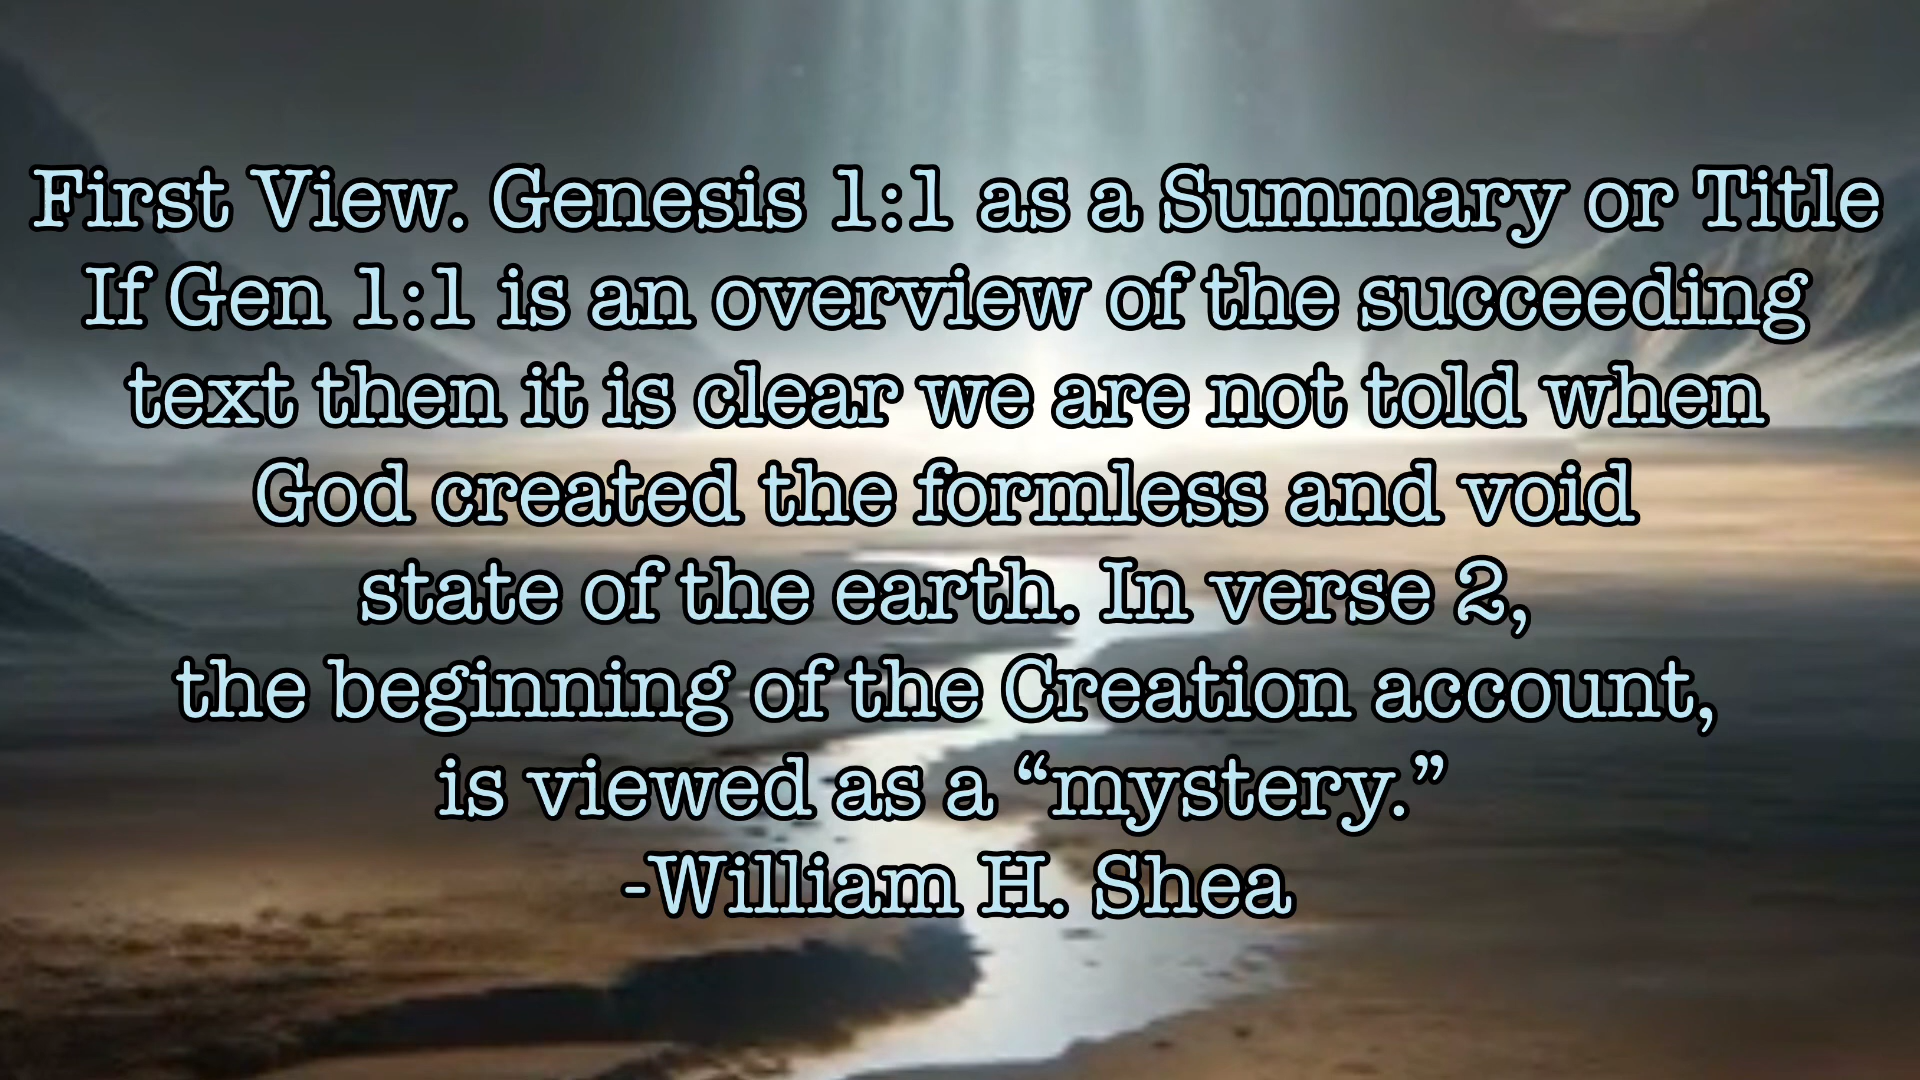 First View. Genesis 1:1 as a Summary or Title
If Gen 1:1 is an overview of the succeeding
text then it is clear we are not told when
God created the formless and void
state of the earth. In verse 2,
the beginning of the Creation account,
is viewed as a “mystery.”
-William H. Shea